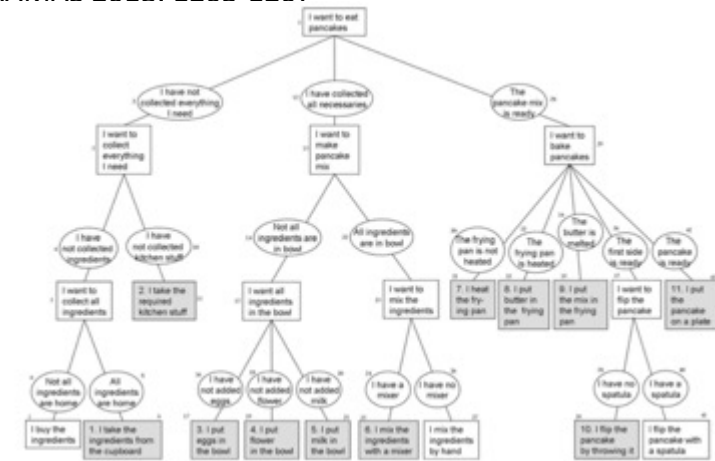 I want to eat
pancakes
I have not
collected everything
I need
I have collected
all necessaries
The
pancake mix
is ready
I want to
collect
everything
I need
I want to
make
pancake
mix
I want to
bake
pancakes
I have
not collected
ingredients
I have
not collected
kitchen stuff
Not all
ingredients are
in bowl
All ingredients
are in bowl
The frying
pan is not
heated
The
frying pan
is heated
The
butter is
melted
The
first side
is ready
The
pancake
is ready
I want to
collect all
ingredients
2. I take the
required
kitchen stuff
I want all
ingredients
in the bowl
I want to
mix the
ingredients
7. I heat
the fry-
ing pan
8. I put
butter in
the frying
pan
9. I put
the mix in
the frying
pan
I want to
flip the
pancake
11. I put
the
pancake
on a plate
Not all
ingredients
are home
All
ingredients
are home
I have
not added
eggs
I have
not added
flower
I have
not added
milk
I have a
mixer
I have no
mixer
I have no
spatula
I have a
spatula
I buy the
ingredients
1. I take the
ingredients from
the cupboard
3. I put
eggs in
the bowl
4. I put
flower
in the bowl
5. I put
milk in
the bowl
6. I mix the
ingredients
with a mixer
I mix the
ingredients
by hand
10. I flip the
pancake
by throwing it
I flip the
pancake with
a spatula